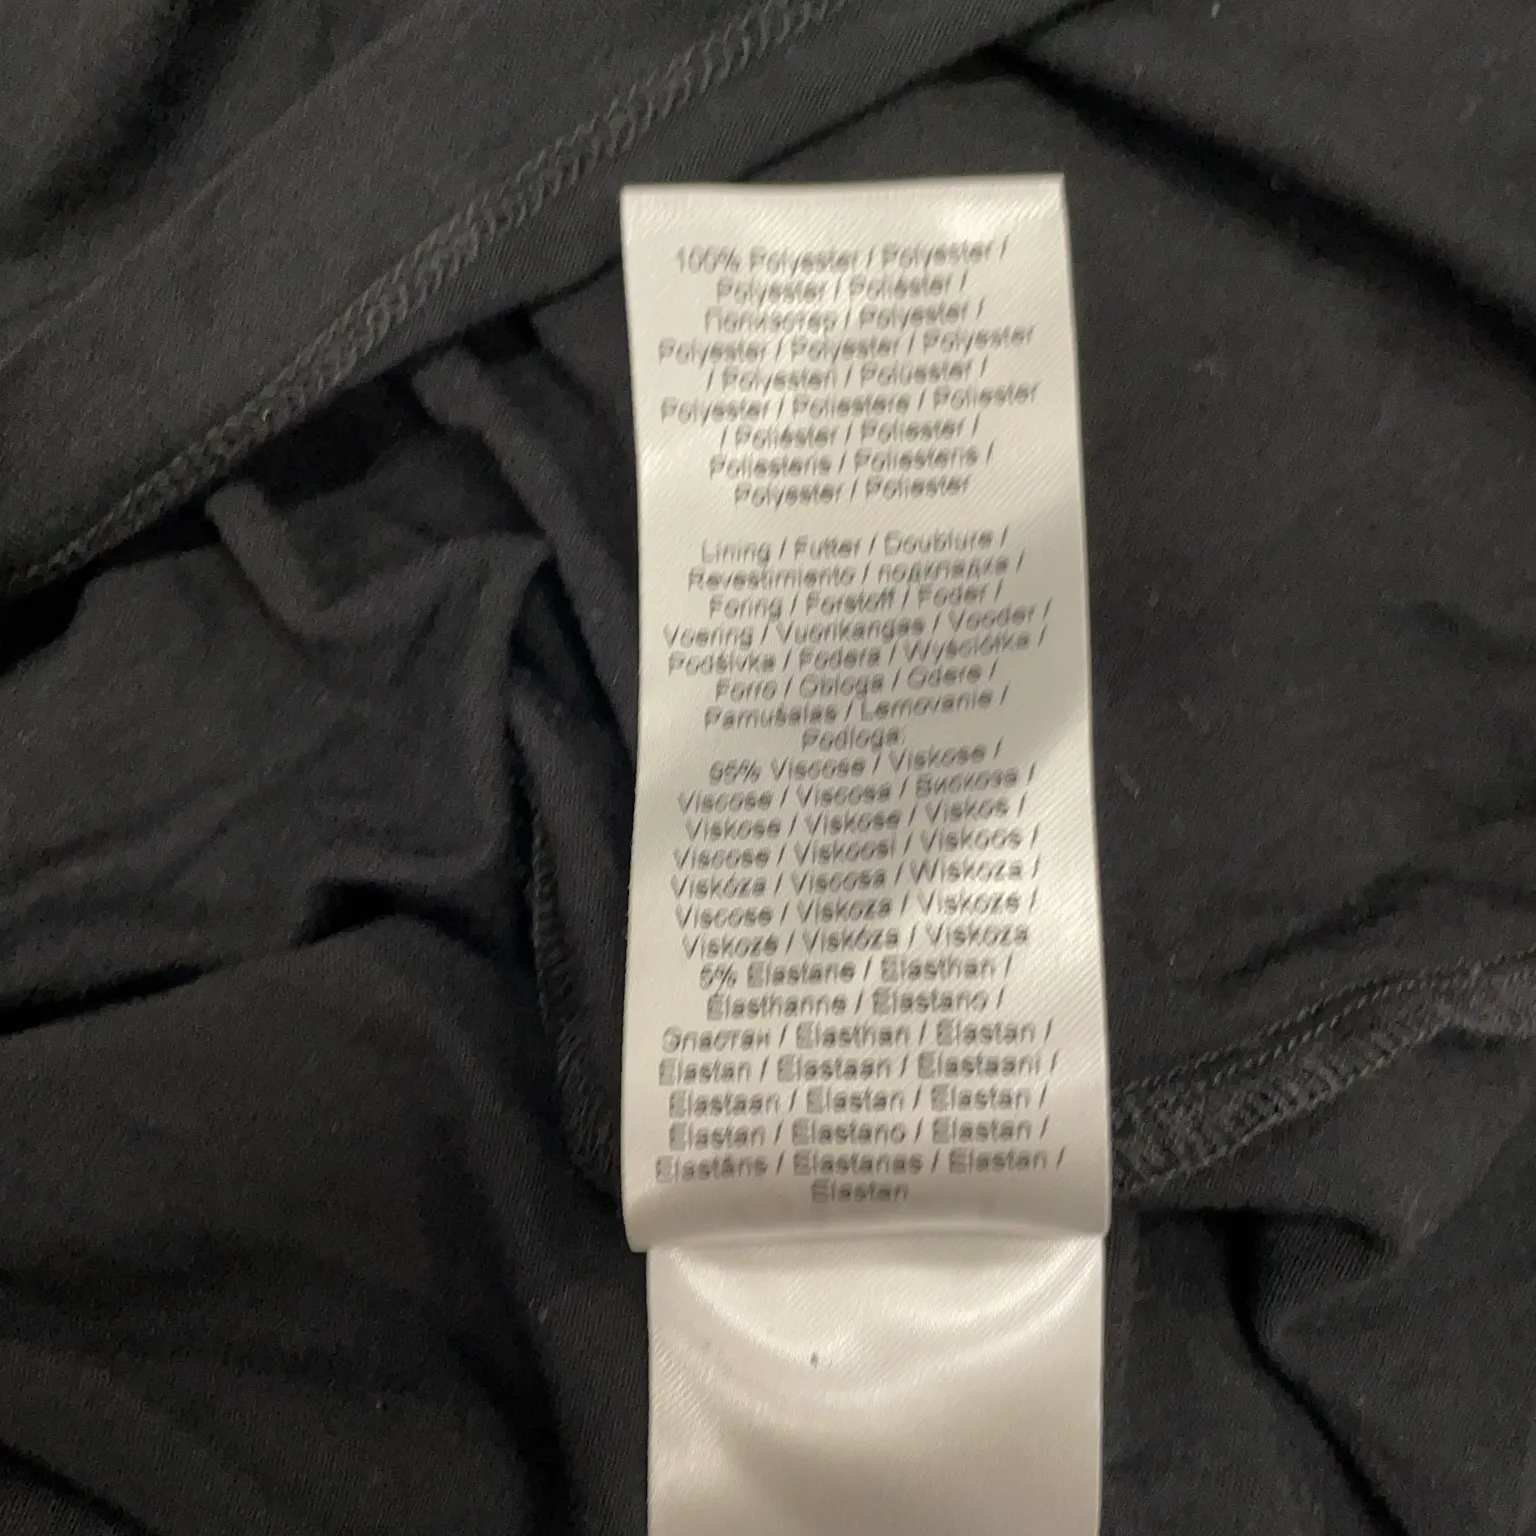 100% Polyester / Polyester /
Polyester / Poliéster /
Полиэстер / Polyester /
Polyester / Polyester / Polyester
/ Polyesteri / Polüester /
Polyester / Poliestere / Poliester
/ Poliéster / Poliester /
Poliesteris / Poliesteris /
Polyester / Poliester
Lining / Futter / Doublure /
Revestimiento / подкладка /
Foring / Forstoff / Foder /
Voering / Vuorikangas / Vooder /
Podšívka / Fodera / Wyściółka /
Forro / Obloga / Odere /
Pamušalas / Lemovanie /
Podloga:
95% Viscose / Viskose /
Viscose / Viscosa / Вискоза /
Viskose / Viskose / Viskos /
Viscose / Viskoosi / Viskoos /
Viskóza / Viscosa / Wiskoza /
Viscose / Viskoza / Viskoze /
Viskozė / Viskóza / Viskoza
5% Elastane / Elasthan /
Élasthanne / Elastano /
Эластан / Elasthan / Elastan /
Elastan / Elastaan / Elastaani /
Elastaan / Elastan / Elastan /
Elastan / Elastano / Elastan /
Elastāns / Elastanas / Elastan /
Elastan